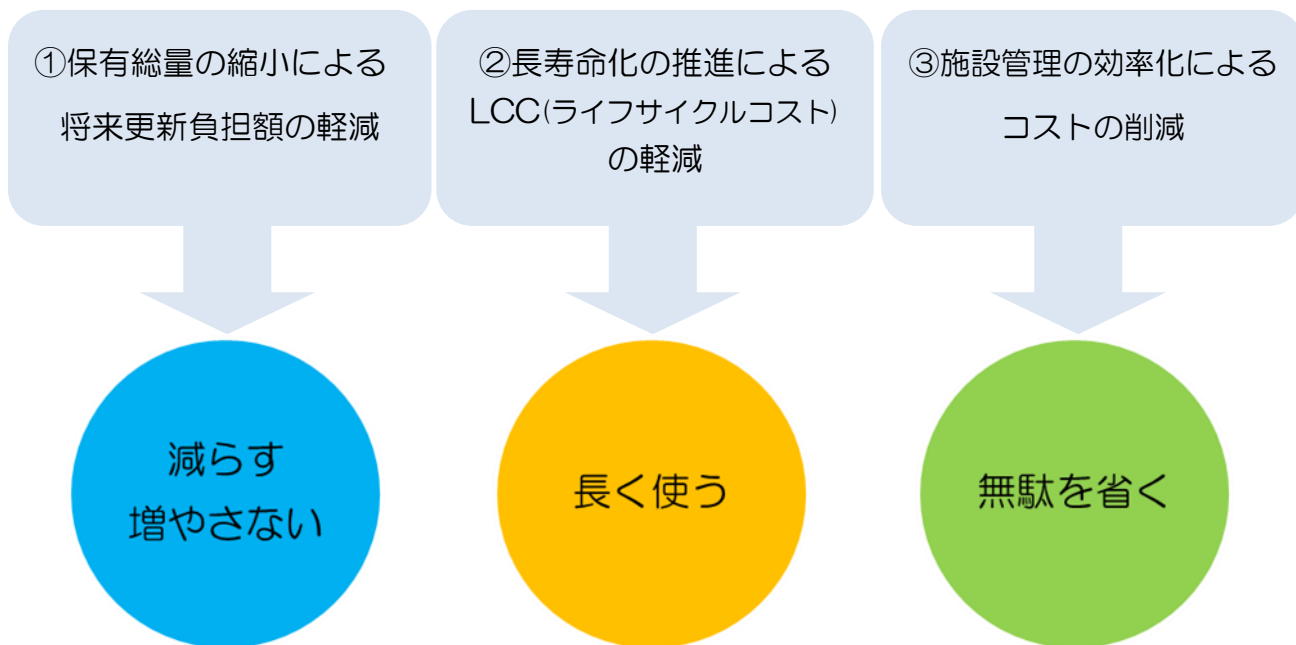 ①保有総量の縮小による
将来更新負担額の軽減
②長寿命化の推進による
LCC(ライフサイクルコスト)
の軽減
③施設管理の効率化による
コストの削減
減らす
増やさない
長く使う
無駄を省く